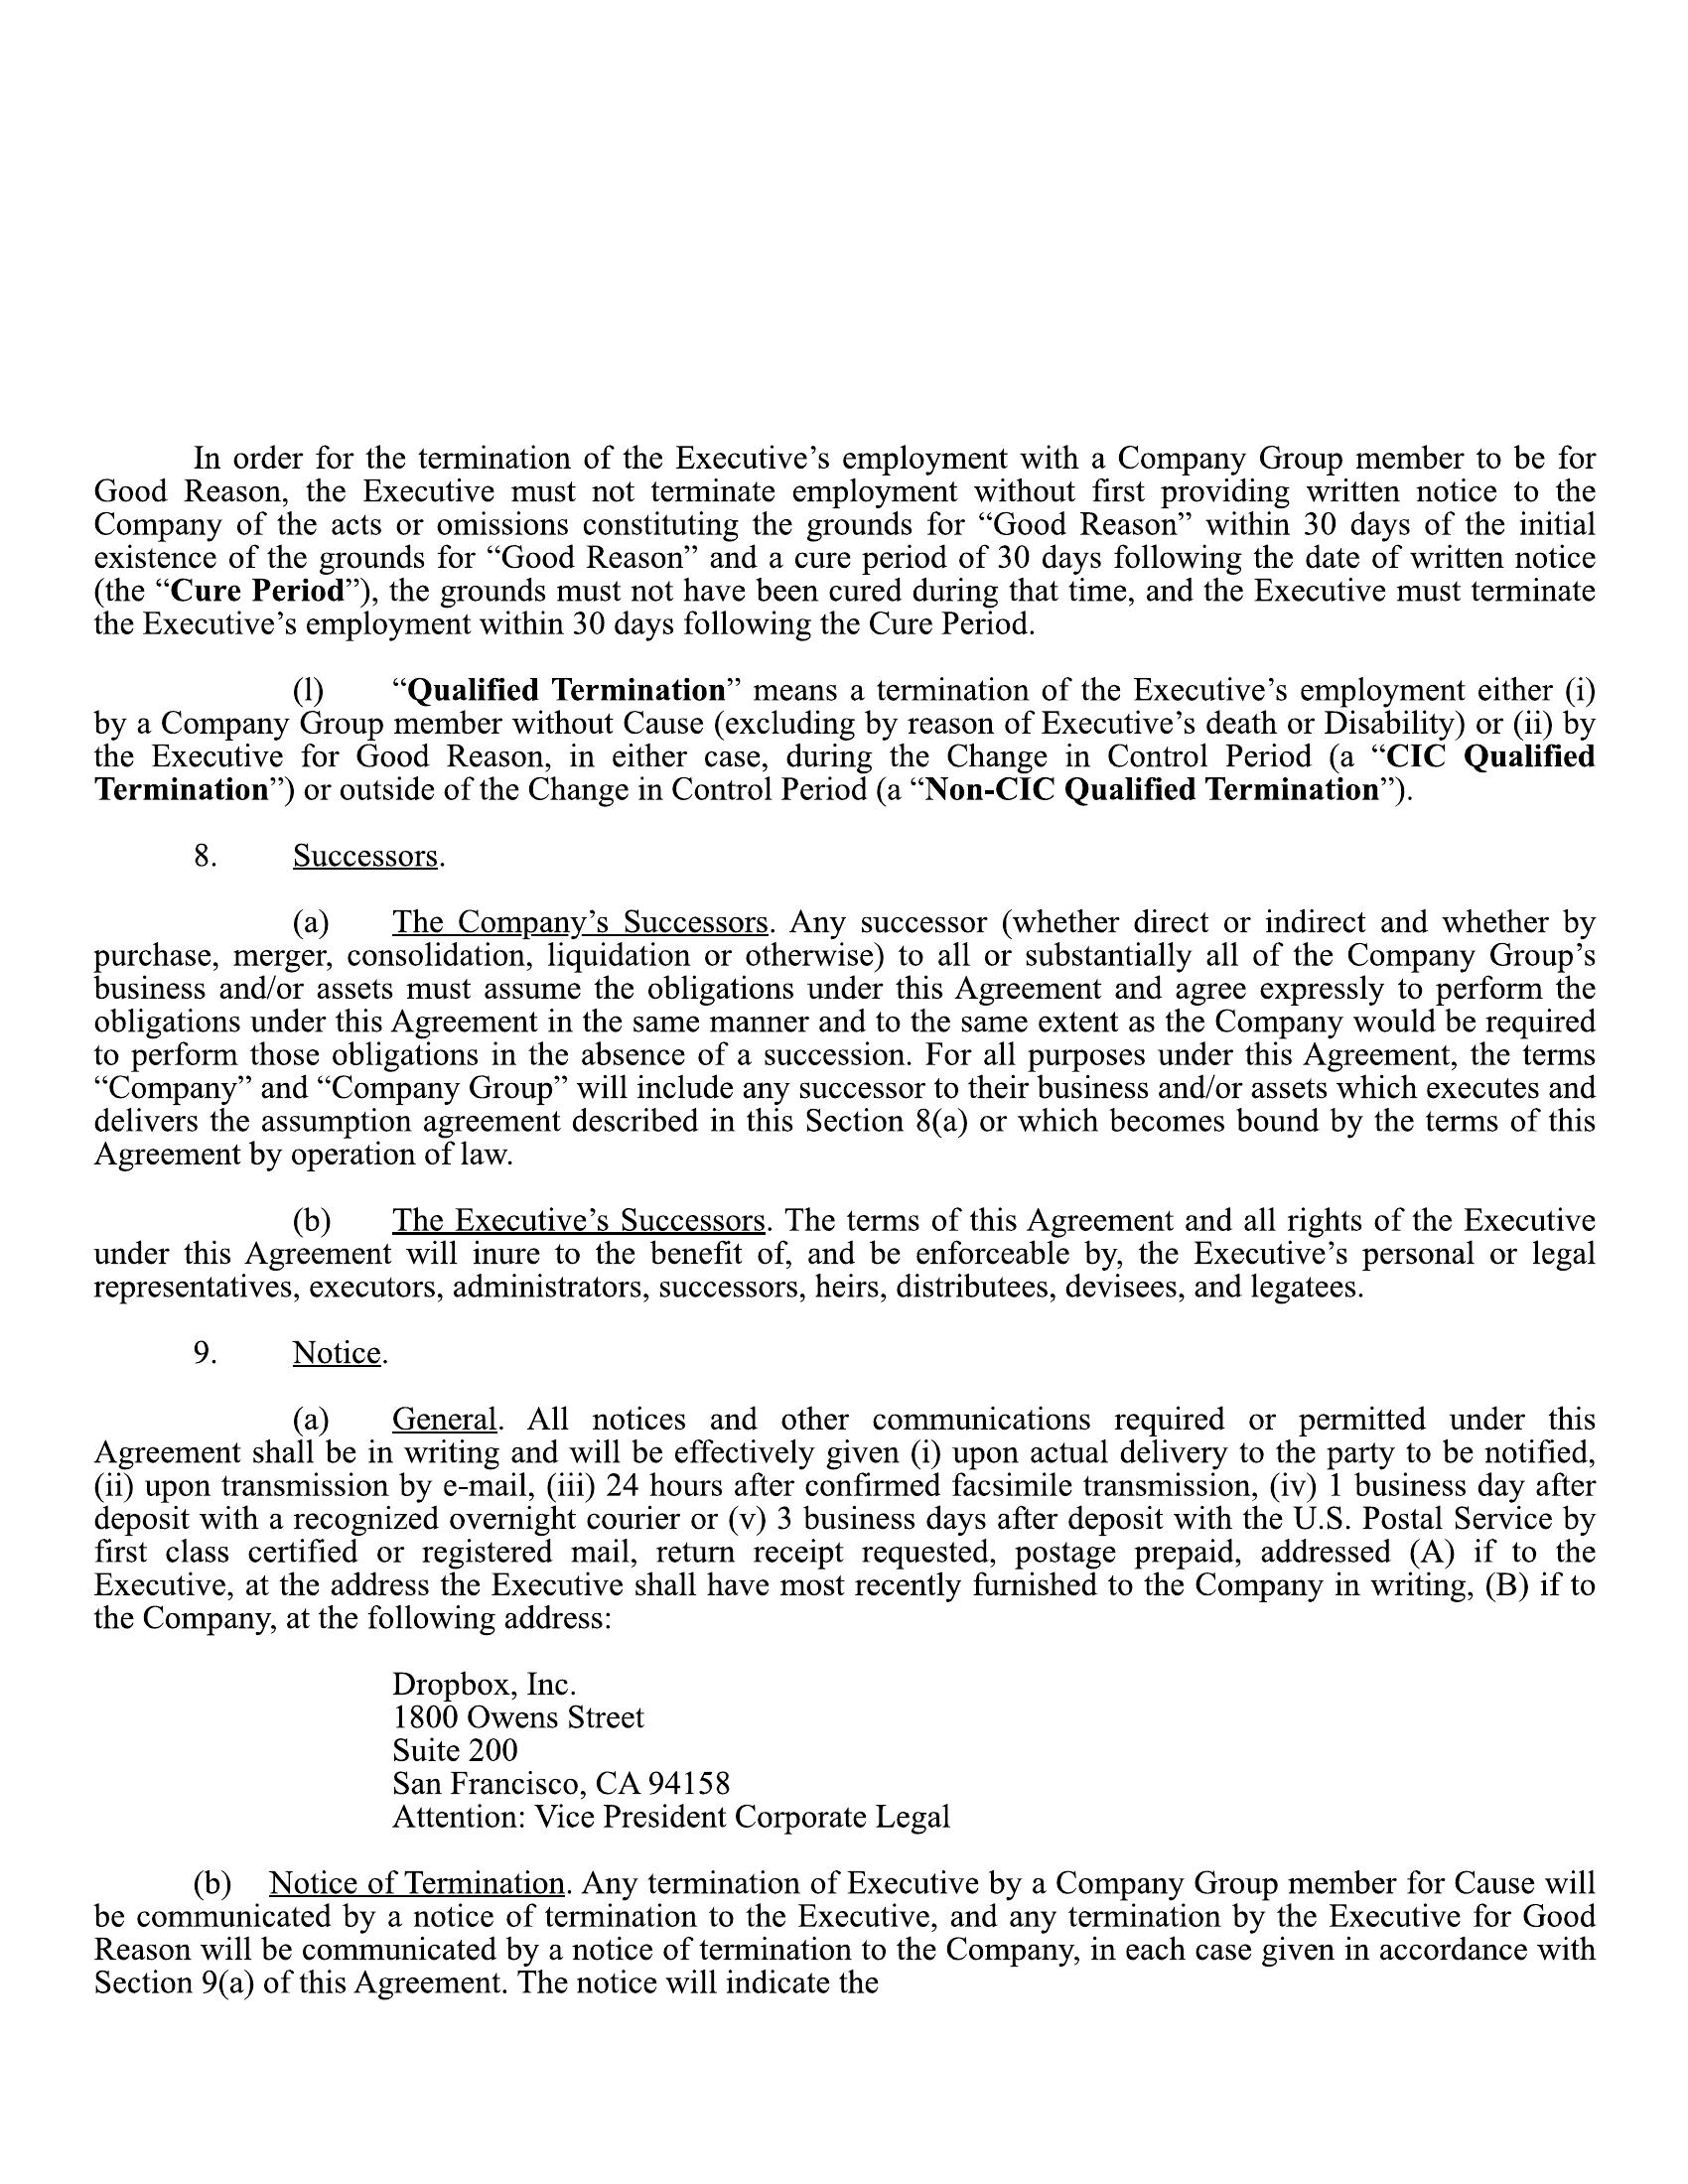 In order for the termination of the Executive’s employment with a Company Group member to be for
Good Reason, the Executive must not terminate employment without first providing written notice to the
Company of the acts or omissions constituting the grounds for “Good Reason” within 30 days of the initial
existence of the grounds for “Good Reason” and a cure period of 30 days following the date of written notice
(the “Cure Period”), the grounds must not have been cured during that time, and the Executive must terminate
the Executive’s employment within 30 days following the Cure Period.
(l) “Qualified Termination” means a termination of the Executive’s employment either (i)
by a Company Group member without Cause (excluding by reason of Executive’s death or Disability) or (ii) by
the Executive for Good Reason, in either case, during the Change in Control Period (a “CIC Qualified
Termination”) or outside of the Change in Control Period (a “Non-CIC Qualified Termination”).
8. Successors.
(a) The Company’s Successors. Any successor (whether direct or indirect and whether by
purchase, merger, consolidation, liquidation or otherwise) to all or substantially all of the Company Group’s
business and/or assets must assume the obligations under this Agreement and agree expressly to perform the
obligations under this Agreement in the same manner and to the same extent as the Company would be required
to perform those obligations in the absence of a succession. For all purposes under this Agreement, the terms
“Company” and “Company Group” will include any successor to their business and/or assets which executes and
delivers the assumption agreement described in this Section 8(a) or which becomes bound by the terms of this
Agreement by operation of law.
(b) The Executive’s Successors. The terms of this Agreement and all rights of the Executive
under this Agreement will inure to the benefit of, and be enforceable by, the Executive’s personal or legal
representatives, executors, administrators, successors, heirs, distributees, devisees, and legatees.
9. Notice.
(a) General. All notices and other communications required or permitted under this
Agreement shall be in writing and will be effectively given (i) upon actual delivery to the party to be notified,
(ii) upon transmission by e-mail, (iii) 24 hours after confirmed facsimile transmission, (iv) 1 business day after
deposit with a recognized overnight courier or (v) 3 business days after deposit with the U.S. Postal Service by
first class certified or registered mail, return receipt requested, postage prepaid, addressed (A) if to the
Executive, at the address the Executive shall have most recently furnished to the Company in writing, (B) if to
the Company, at the following address:
Dropbox, Inc.
1800 Owens Street
Suite 200
San Francisco, CA 94158
Attention: Vice President Corporate Legal
(b) Notice of Termination. Any termination of Executive by a Company Group member for Cause will
be communicated by a notice of termination to the Executive, and any termination by the Executive for Good
Reason will be communicated by a notice of termination to the Company, in each case given in accordance with
Section 9(a) of this Agreement. The notice will indicate the